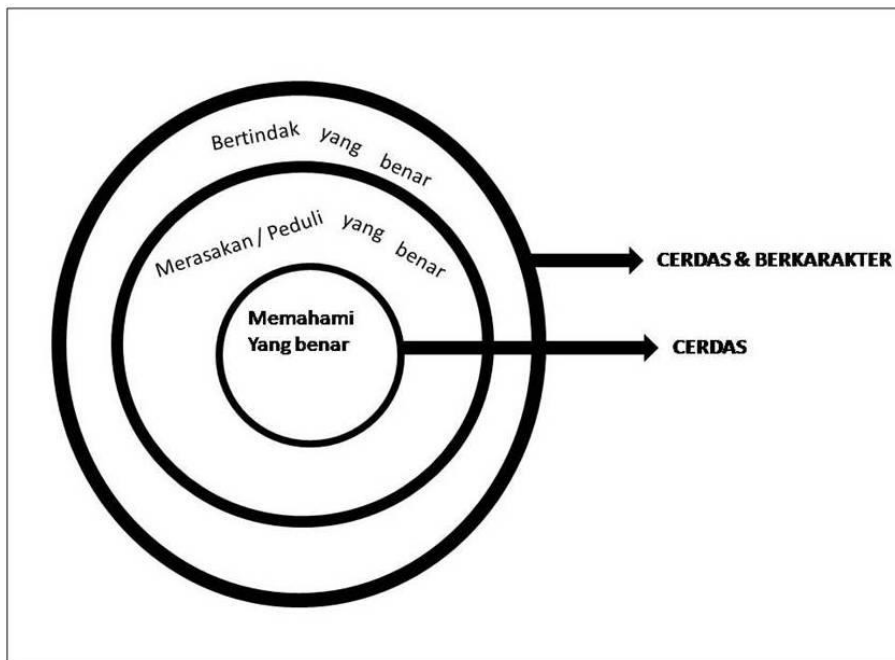 Bertindak yang benar
Merasakan / Peduli yang benar
Memahami
Yang benar
CERDAS & BERKARAKTER
CERDAS